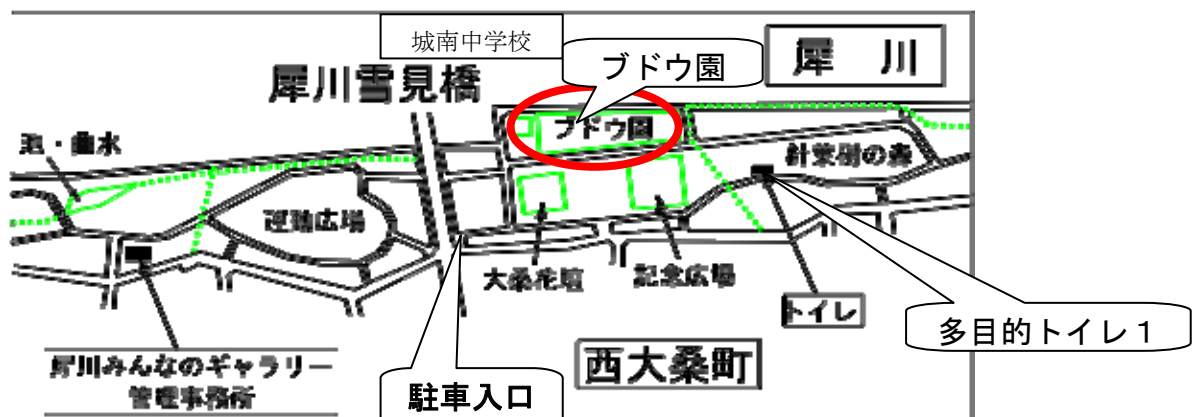 城南中学校
ブドウ園
犀 川
犀川雪見橋
ブドウ園
池・曲水
針葉樹の森
運動広場
大桑花壇
記念広場
トイレ
多目的トイレ1
犀川みんなのギャラリー
管理事務所
西大桑町
駐車入口